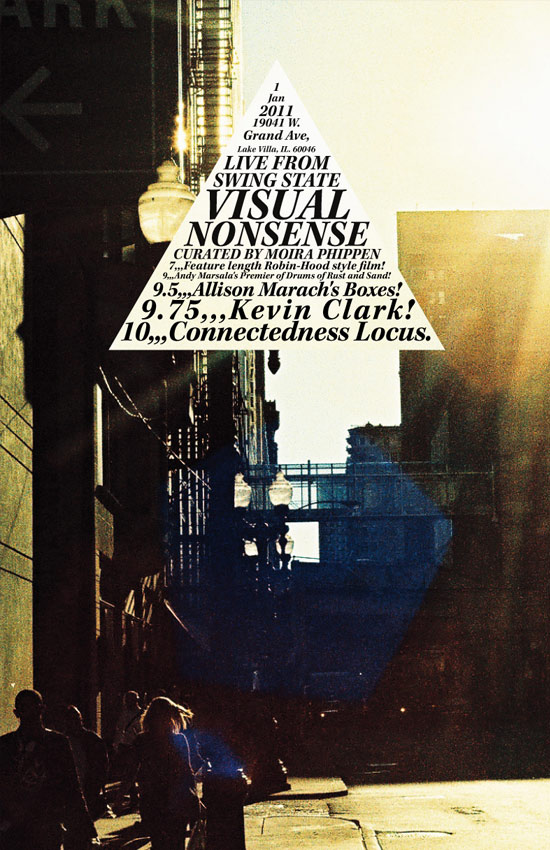 ARK
1
Jan
2011
19041 W.
Grand Ave,
Lake Villa, IL. 60046
LIVE FROM
SWING STATE
VISUAL
NONSENSE
CURATED BY MOIRA PHIPPEN
7,,,Feature length Robin-Hood style film!
9,,,Andy Marsala's Premier of Drums of Rust and Sand!
9.5,,,Allison Marach's Boxes!
9.75,,,Kevin Clark!
10,,,Connectedness Locus.